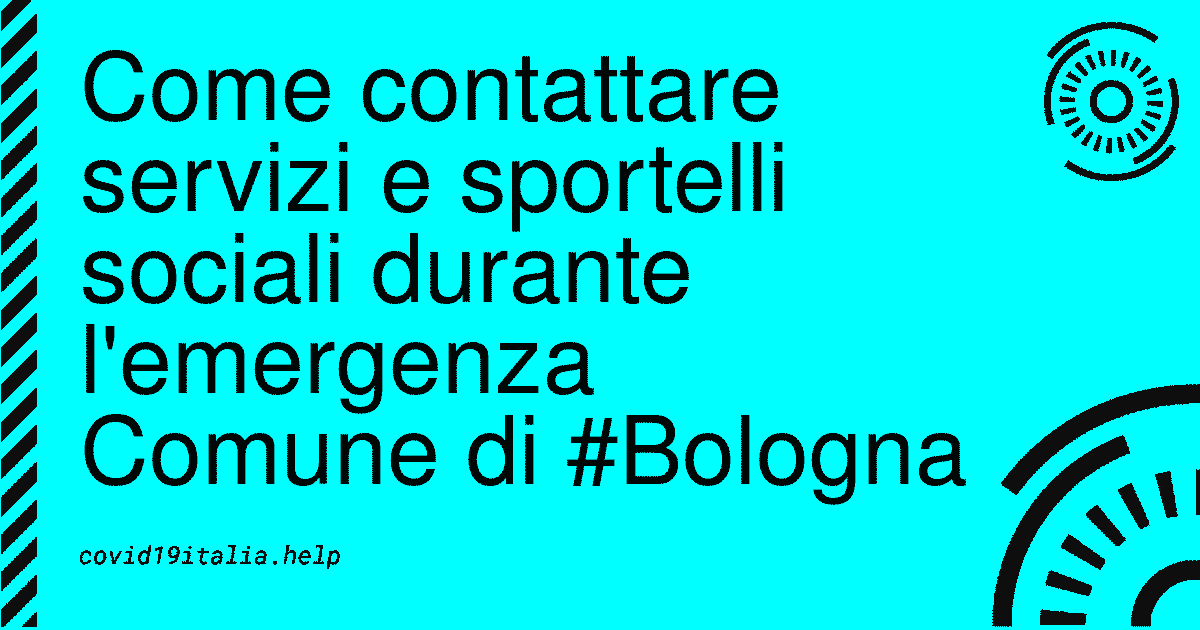 Come contattare
servizi e sportelli
sociali durante
l'emergenza
Comune di #Bologna
covid19italia.help